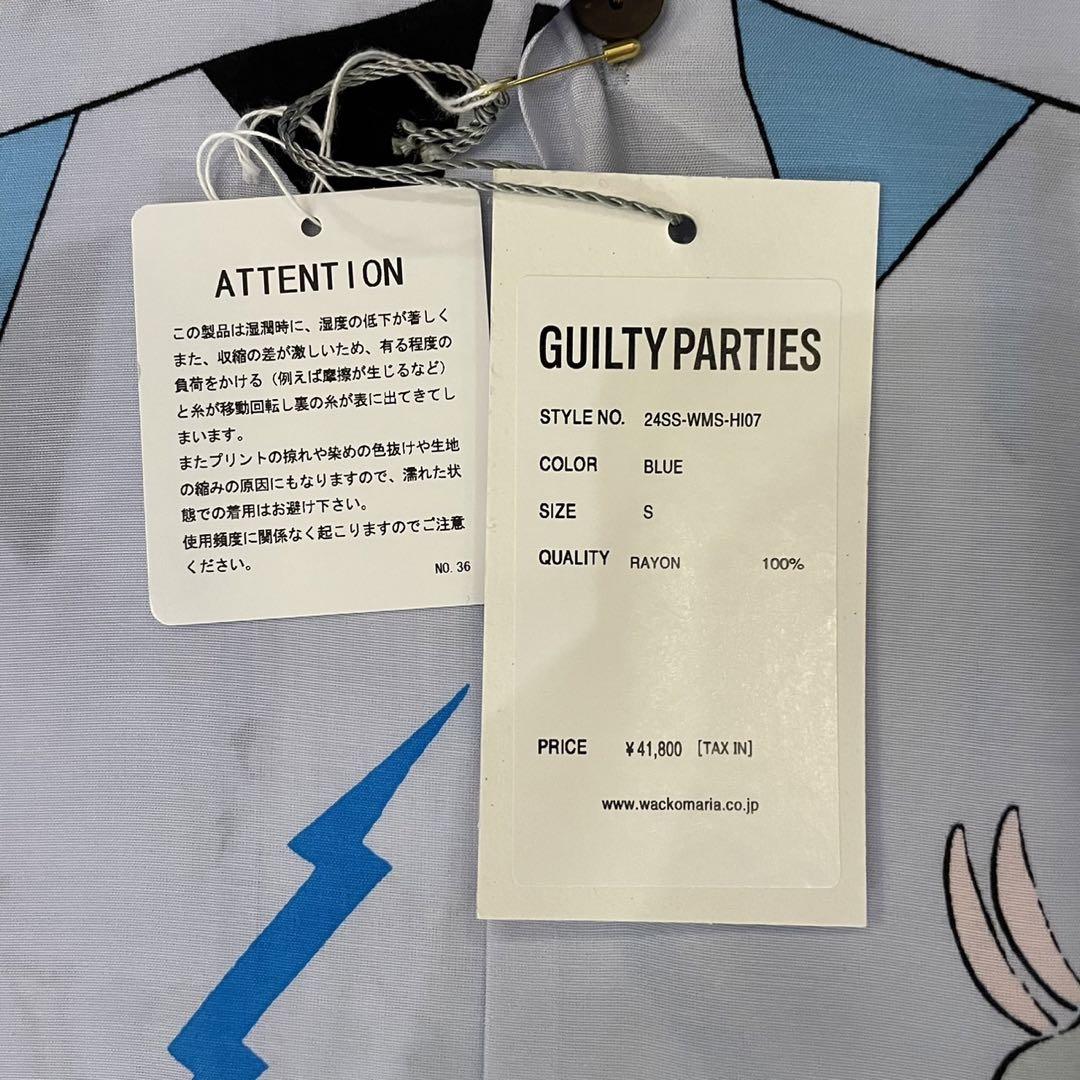 ATTENTION
この製品は湿潤時に、湿度の低下が著しく
また、収縮の差が激しいため、有る程度の
負荷をかける（例えば摩擦が生じるなど）
と糸が移動回転し裏の糸が表に出てきてし
まいます。
またプリントの掠れや染めの色抜けや生地
の縮みの原因にもなりますので、濡れた状
態での着用はお避け下さい。
使用頻度に関係なく起こりますのでご注意
ください。
NO.36
GUILTY PARTIES
STYLE NO. 24SS-WMS-HI07
COLOR BLUE
SIZE S
QUALITY RAYON 100%
PRICE ¥41,800 [TAX IN]
www.wackomaria.co.jp